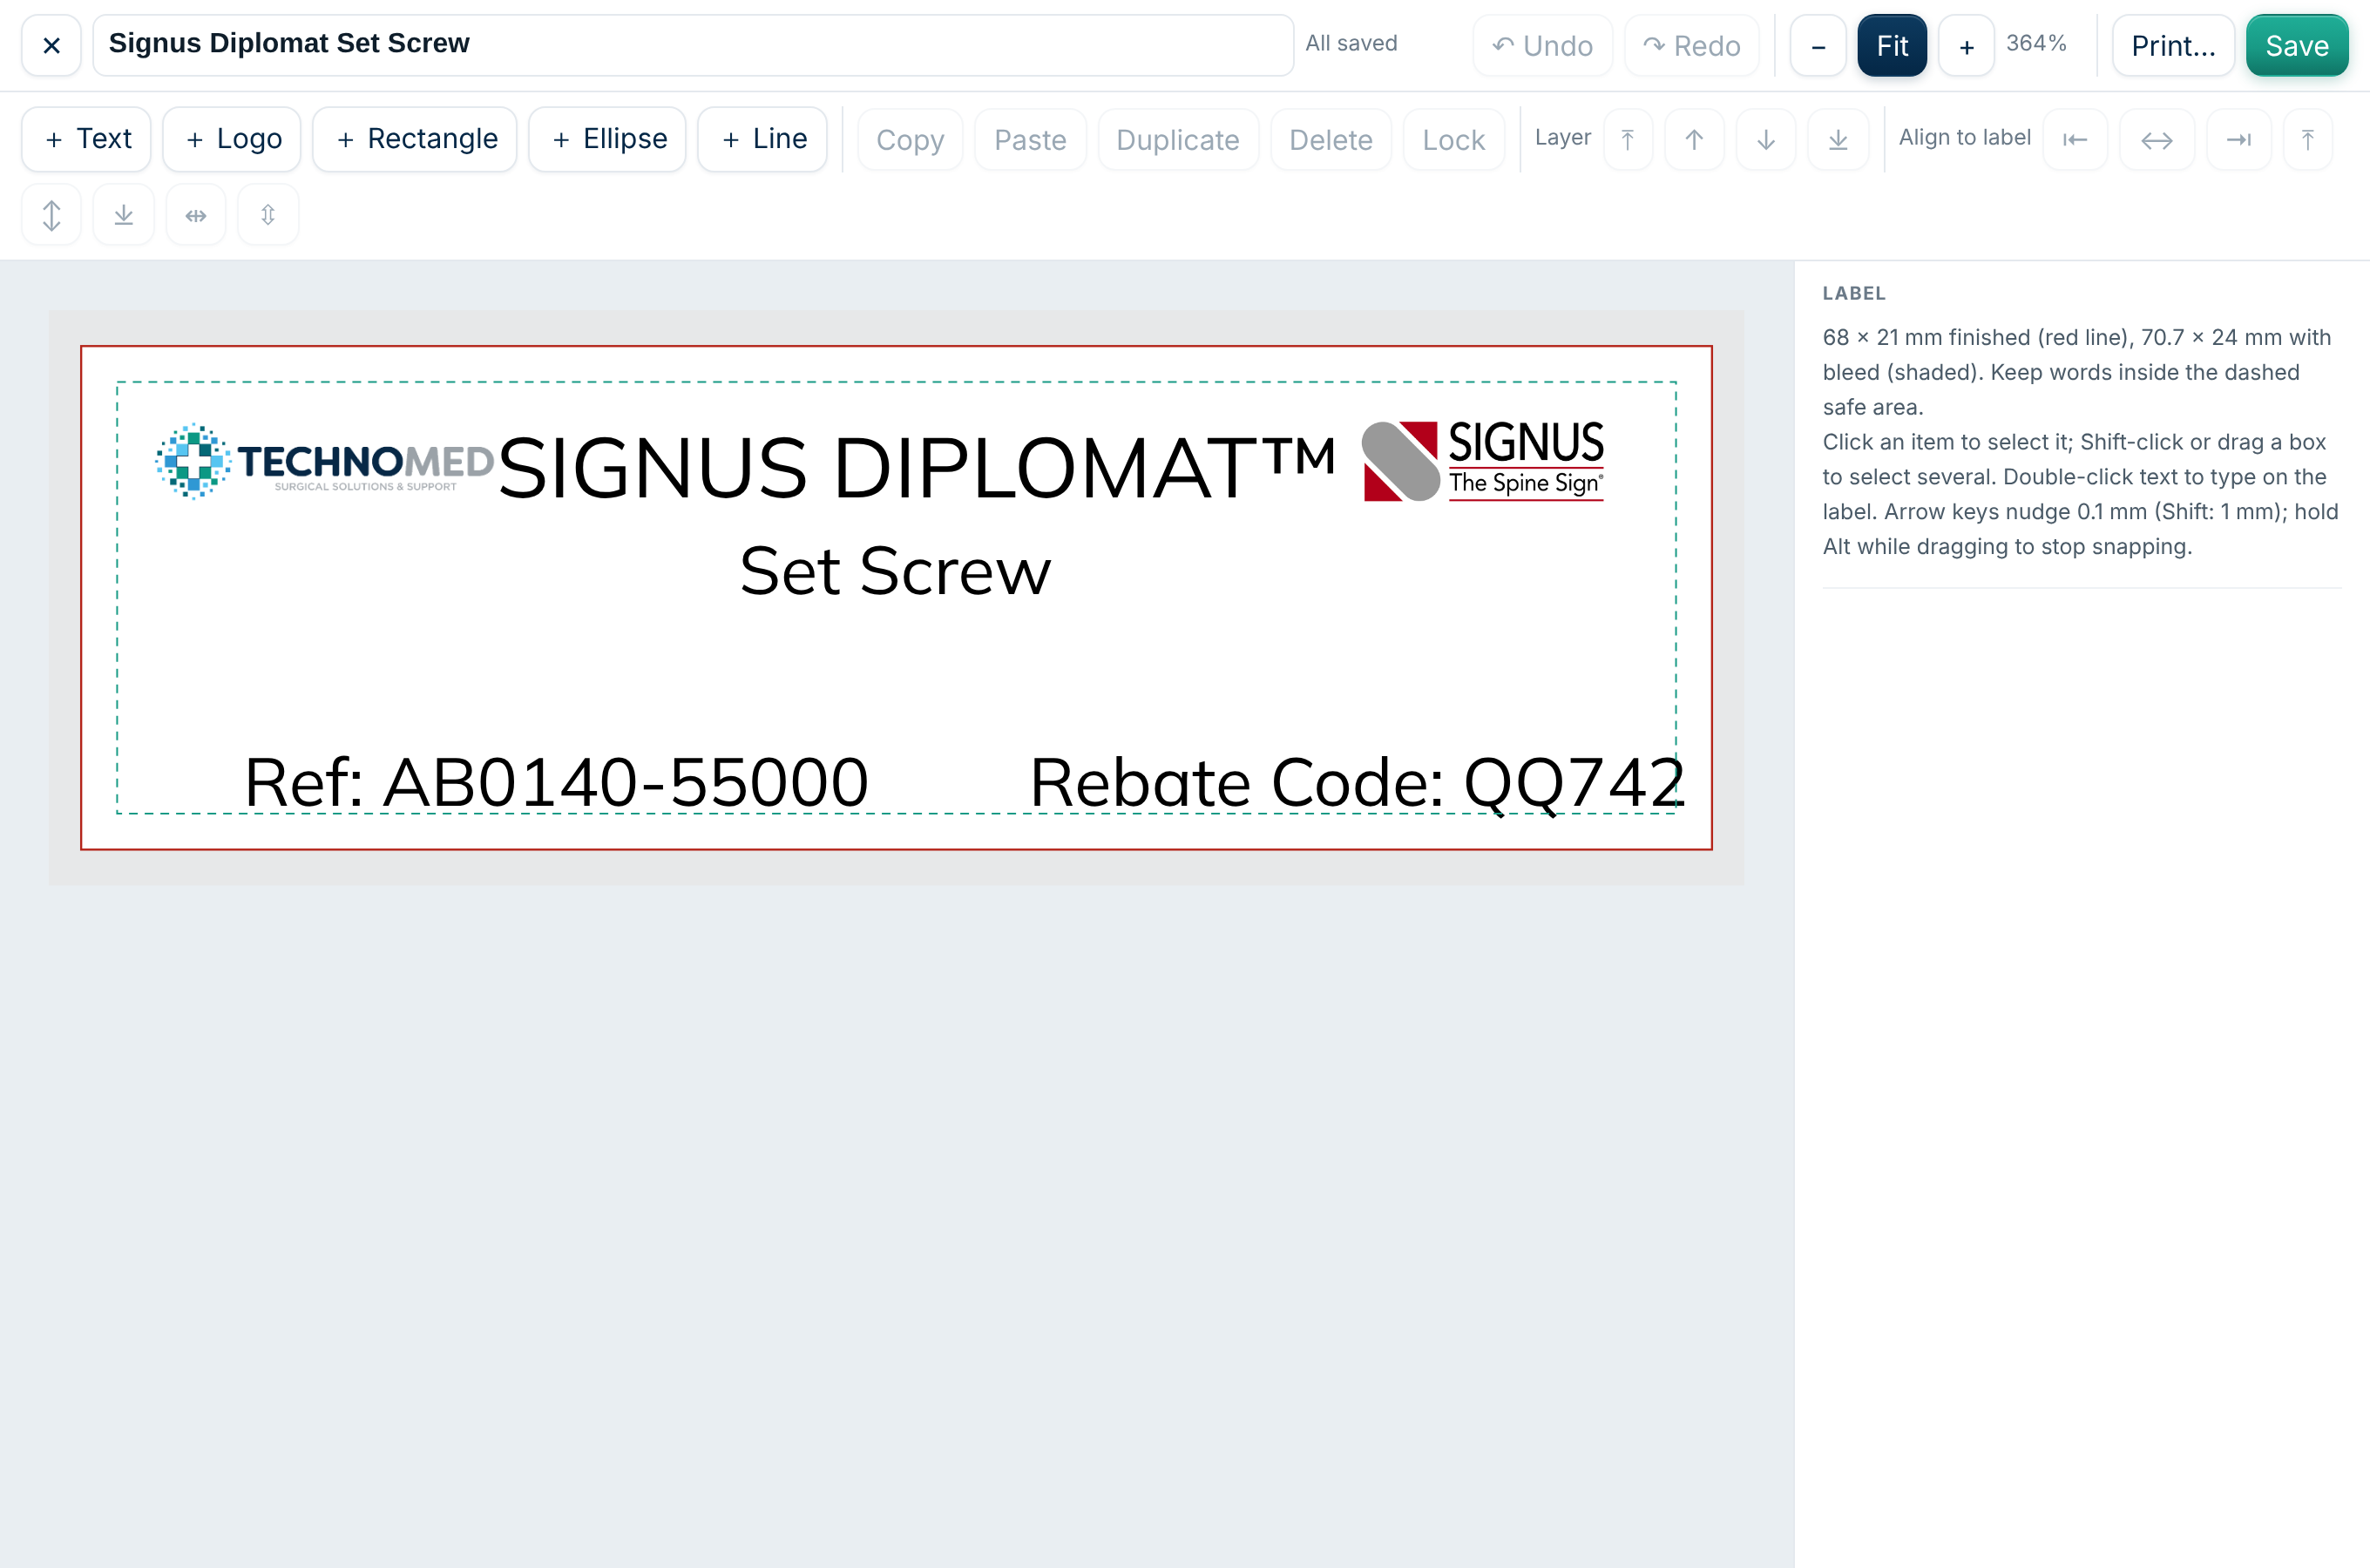 ✕ Signus Diplomat Set Screw All saved ↶ Undo ↷ Redo − Fit + 364% Print... Save
+ Text + Logo + Rectangle + Ellipse + Line Copy Paste Duplicate Delete Lock Layer Align to label
LABEL
68 × 21 mm finished (red line), 70.7 × 24 mm with
bleed (shaded). Keep words inside the dashed
safe area.
Click an item to select it; Shift-click or drag a box
to select several. Double-click text to type on the
label. Arrow keys nudge 0.1 mm (Shift: 1 mm); hold
Alt while dragging to stop snapping.
TECHNOMED
SURGICAL SOLUTIONS & SUPPORT
SIGNUS DIPLOMAT™
SIGNUS
The Spine Sign®
Set Screw
Ref: AB0140-55000
Rebate Code: QQ742